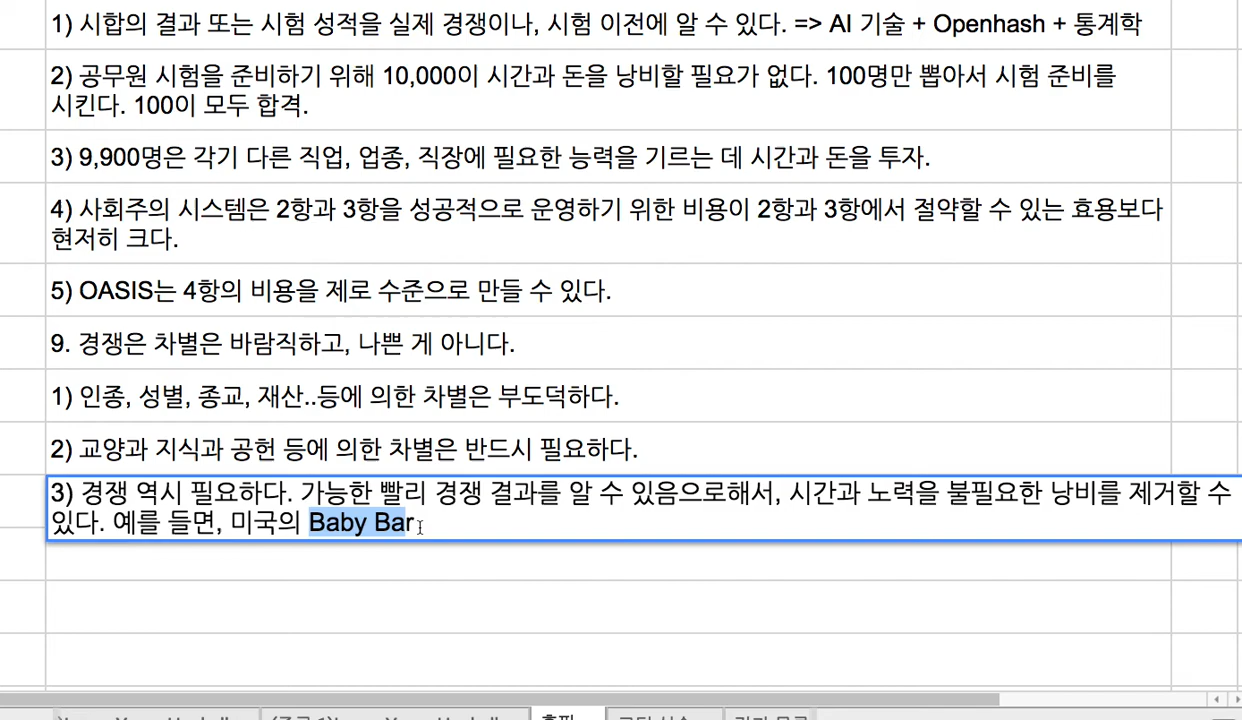 1) 시합의 결과 또는 시험 성적을 실제 경쟁이나, 시험 이전에 알 수 있다. => AI 기술 + Openhash + 통계학
2) 공무원 시험을 준비하기 위해 10,000이 시간과 돈을 낭비할 필요가 없다. 100명만 뽑아서 시험 준비를
시킨다. 100이 모두 합격.
3) 9,900명은 각기 다른 직업, 업종, 직장에 필요한 능력을 기르는 데 시간과 돈을 투자.
4) 사회주의 시스템은 2항과 3항을 성공적으로 운영하기 위한 비용이 2항과 3항에서 절약할 수 있는 효용보다
현저히 크다.
5) OASIS는 4항의 비용을 제로 수준으로 만들 수 있다.
9. 경쟁은 차별은 바람직하고, 나쁜 게 아니다.
1) 인종, 성별, 종교, 재산..등에 의한 차별은 부도덕하다.
2) 교양과 지식과 공헌 등에 의한 차별은 반드시 필요하다.
3) 경쟁 역시 필요하다. 가능한 빨리 경쟁 결과를 알 수 있음으로해서, 시간과 노력을 불필요한 낭비를 제거할 수
있다. 예를 들면, 미국의 Baby Bar